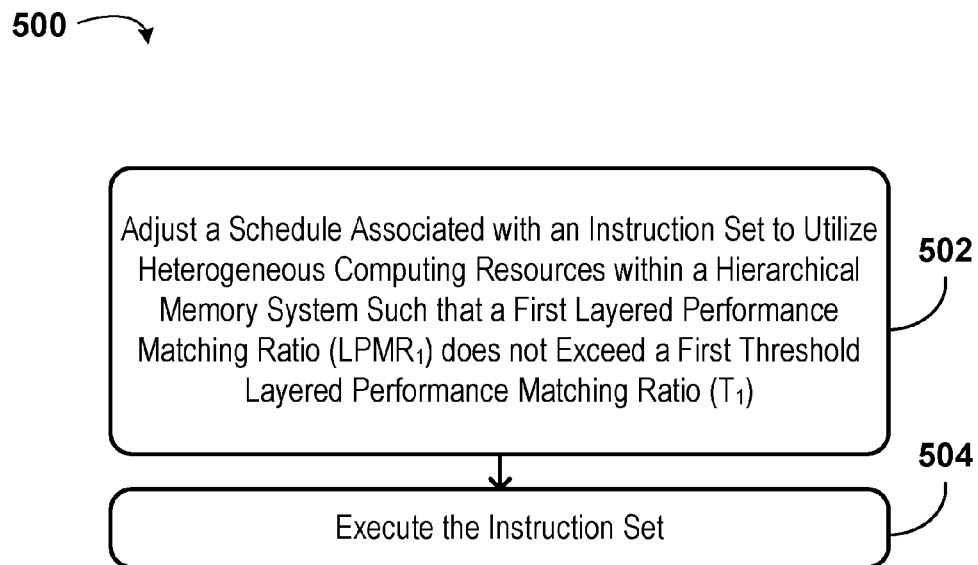 500
Adjust a Schedule Associated with an Instruction Set to Utilize
Heterogeneous Computing Resources within a Hierarchical
Memory System Such that a First Layered Performance
Matching Ratio (LPMR₁) does not Exceed a First Threshold
Layered Performance Matching Ratio (T₁)
502
504
Execute the Instruction Set